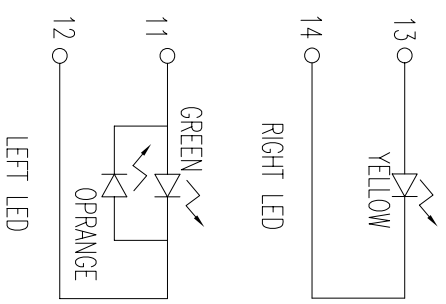 13
14
YELLOW
RIGHT LED
11
12
GREEN
OPRANGE
LEFT LED